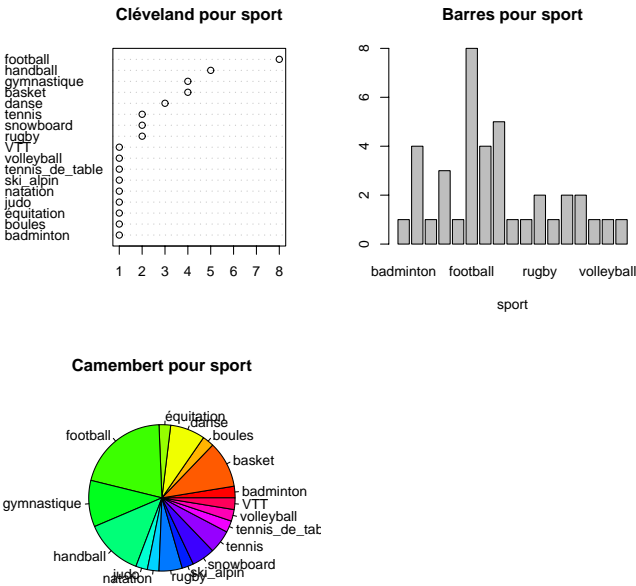 Cléveland pour sport
football
handball
gymnastique
basket
danse
tennis
snowboard
rugby
VTT
volleyball
tennis_de_table
ski_alpin
natation
judo
équitation
boules
badminton
1 2 3 4 5 6 7 8
Barres pour sport
8
6
4
2
0
badminton football rugby volleyball
sport
Camembert pour sport
équitation
danse
football
boules
basket
gymnastique
badminton
VTT
volleyball
tennis_de_tab
tennis
handball
snowboard
ski_alpin
judo
rugby
natation